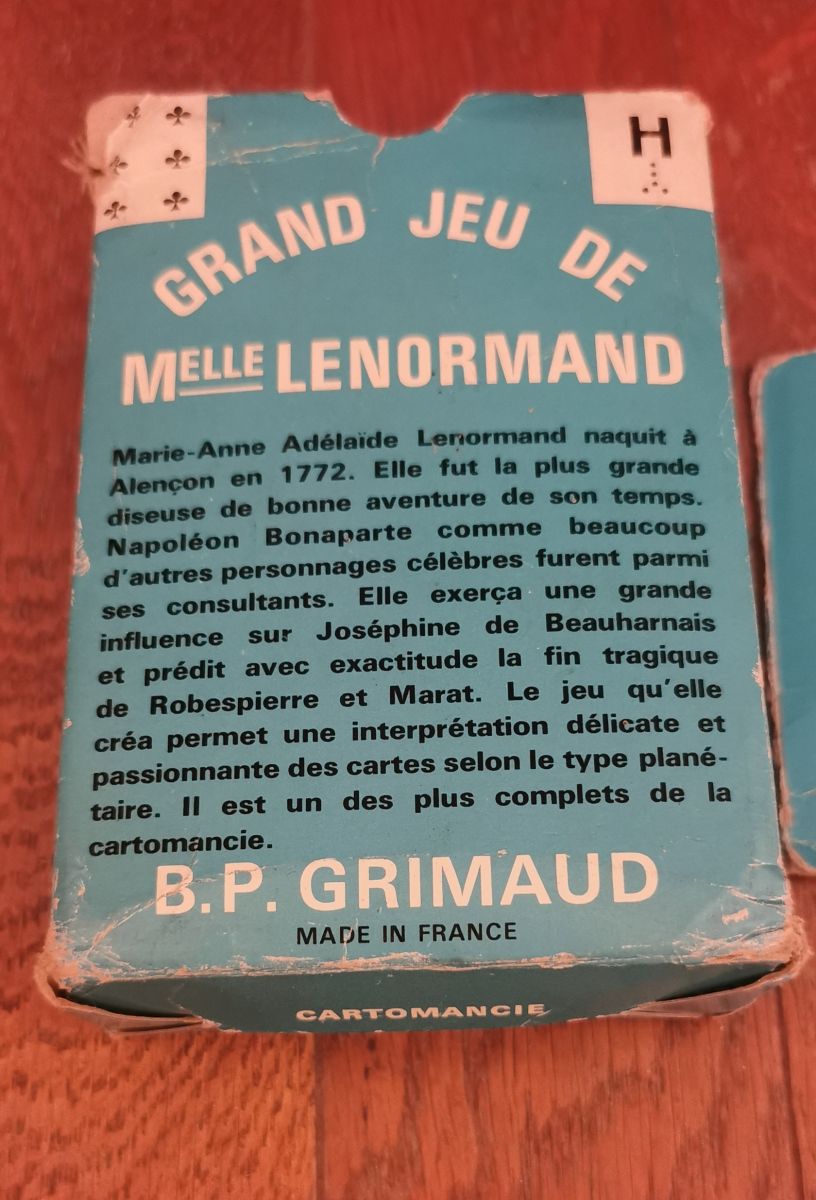 H
GRAND JEU DE
MELLE LENORMAND
Marie-Anne Adélaïde Lenormand naquit à
Alençon en 1772. Elle fut la plus grande
diseuse de bonne aventure de son temps.
Napoléon Bonaparte comme beaucoup
d'autres personnages célèbres furent parmi
ses consultants. Elle exerça une grande
influence sur Joséphine de Beauharnais
et prédit avec exactitude la fin tragique
de Robespierre et Marat. Le jeu qu'elle
créa permet une interprétation délicate et
passionnante des cartes selon le type plané-
taire. Il est un des plus complets de la
cartomancie.
B.P. GRIMAUD
MADE IN FRANCE
CARTOMANCIE